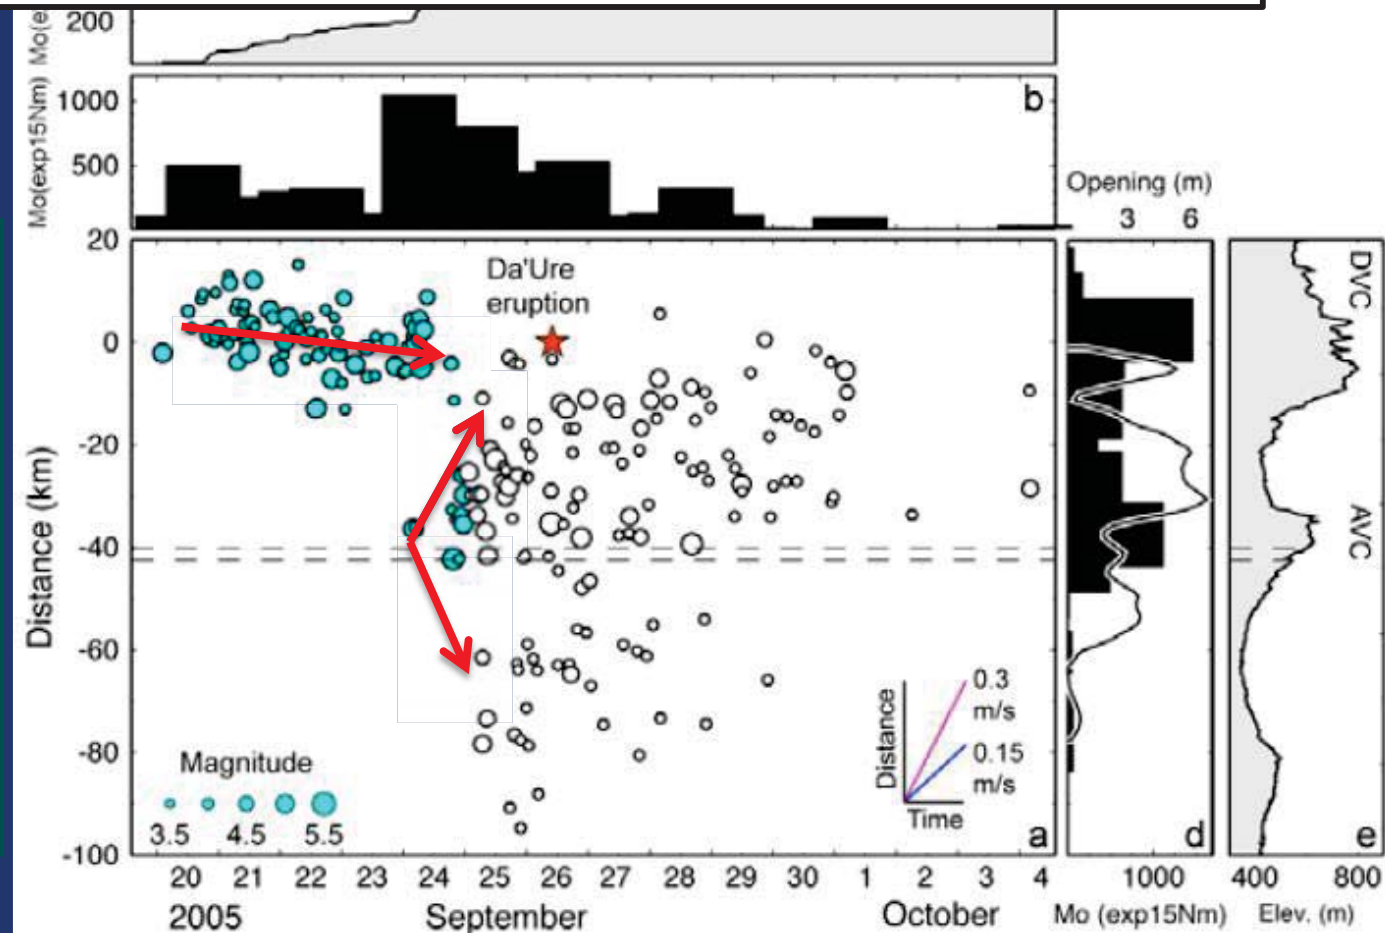 Mo(e
200
Mo(exp15Nm)
1000
500
b
Opening (m)
3 6
Distance (km)
20
0
-20
-40
-60
-80
-100
Da'Ure
eruption
Magnitude
3.5 4.5 5.5
Distance
0.3
m/s
0.15
m/s
Time
a
d
DVC
AVC
e
20 21 22 23 24 25 26 27 28 29 30 1 2 3 4
2005 September October
1000
Mo (exp15Nm)
400 800
Elev. (m)